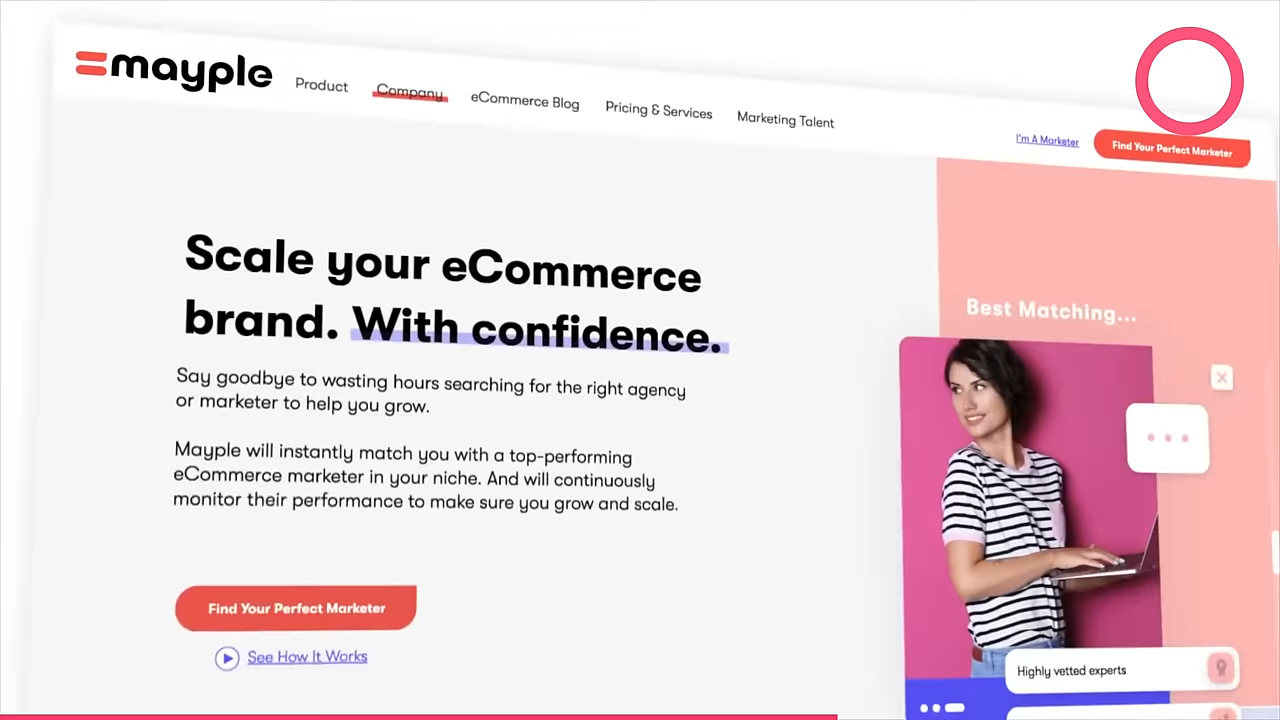 mayple
Product
Company
eCommerce Blog
Pricing & Services
Marketing Talent
I'm A Marketer
Find Your Perfect Marketer
Scale your eCommerce
brand. With confidence.
Say goodbye to wasting hours searching for the right agency
or marketer to help you grow.
Mayple will instantly match you with a top-performing
eCommerce marketer in your niche. And will continuously
monitor their performance to make sure you grow and scale.
Find Your Perfect Marketer
See How It Works
Best Matching...
X
Highly vetted experts